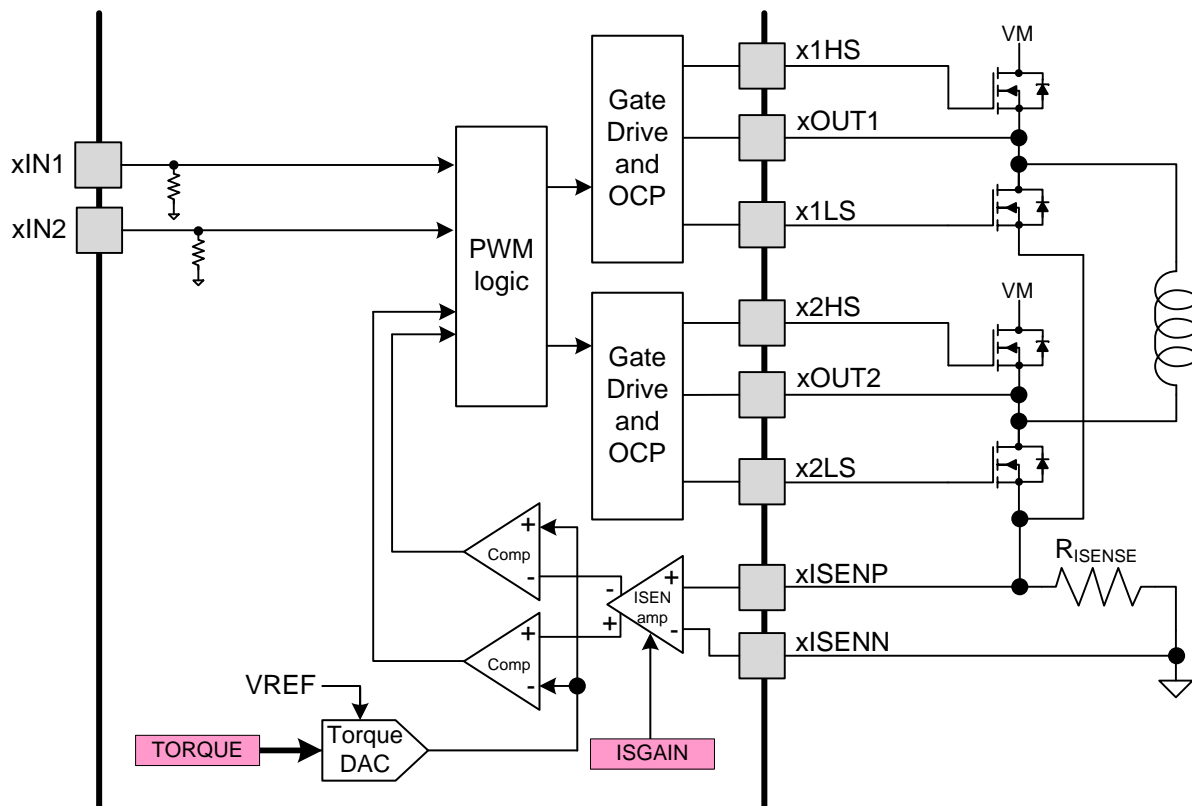 x1HS
VM
Gate
Drive
and
OCP
xOUT1
xIN1
x1LS
xIN2
PWM
logic
VM
x2HS
Gate
Drive
and
OCP
xOUT2
x2LS
+
Comp
-
RISENSE
xISENP
+
-
ISEN
amp
+
-
+
Comp
-
xISENN
VREF
TORQUE
Torque
DAC
ISGAIN